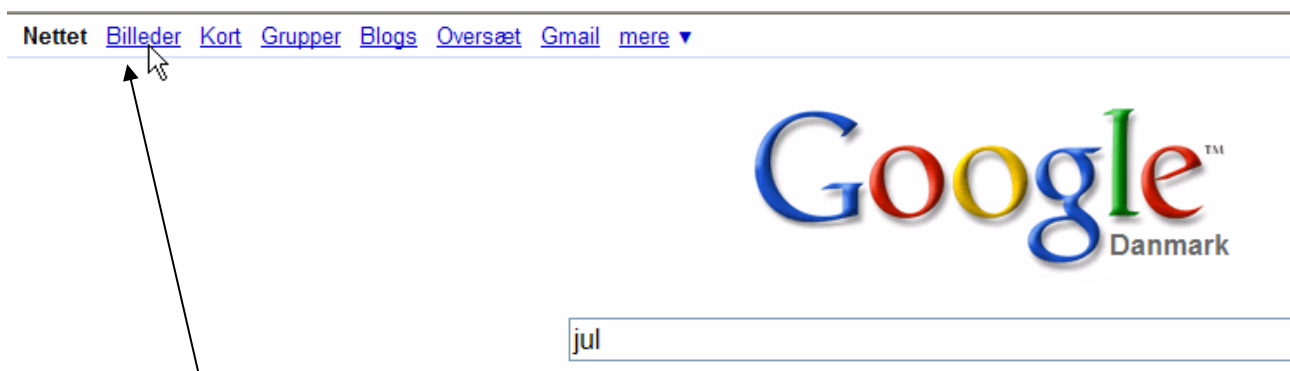 Nettet Billeder Kort Grupper Blogs Oversæt Gmail mere ▼
Google™
Danmark
jul